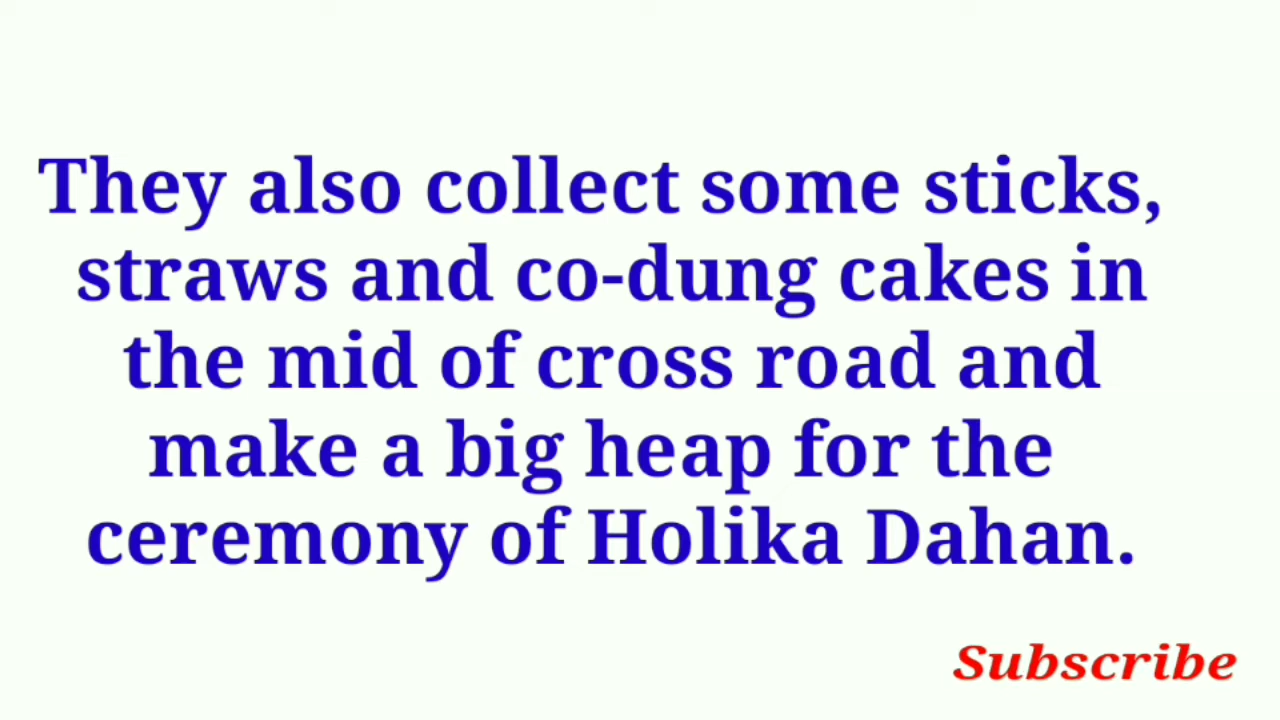 They also collect some sticks,
straws and co-dung cakes in
the mid of cross road and
make a big heap for the
ceremony of Holika Dahan.
Subscribe